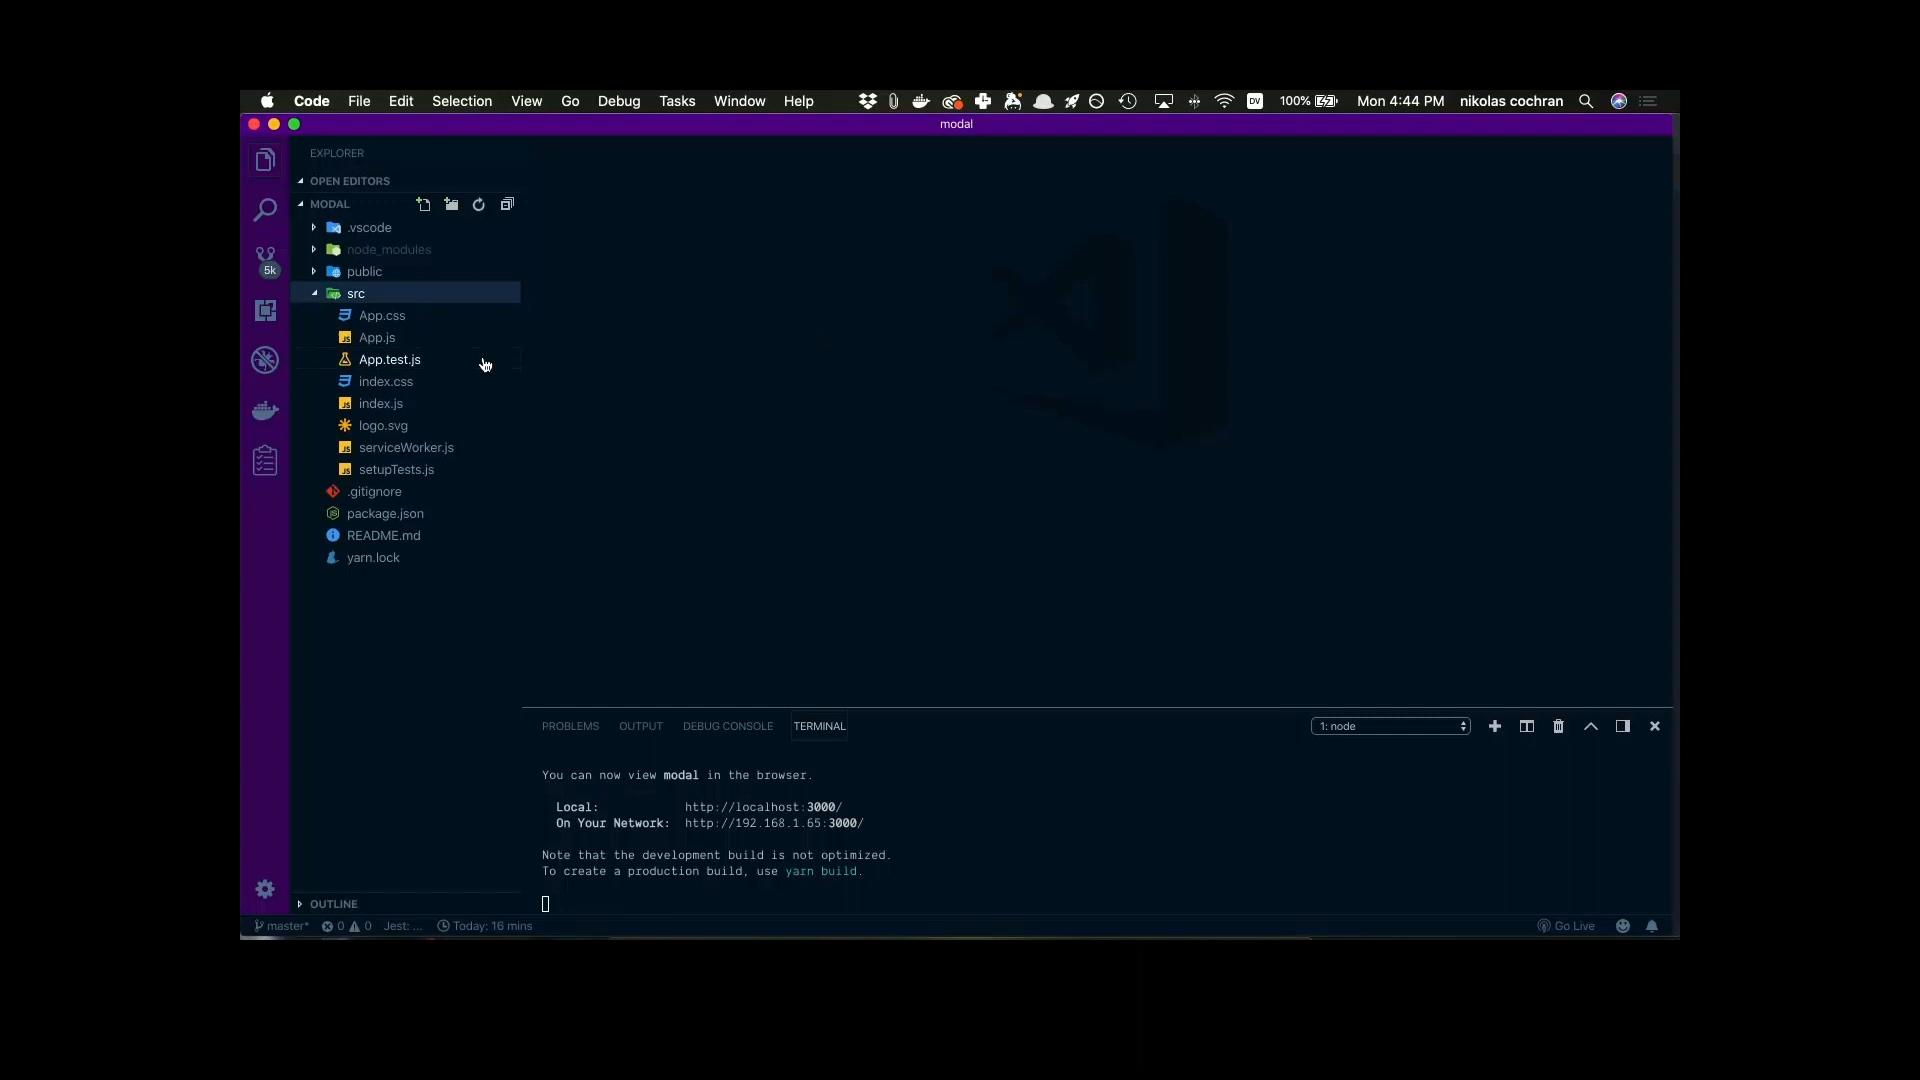 Code File Edit Selection View Go Debug Tasks Window Help DV 100% Mon 4:44 PM nikolas cochran
modal
EXPLORER
OPEN EDITORS
MODAL
.vscode
node_modules
public
5k
src
App.css
App.js
App.test.js
index.css
index.js
logo.svg
serviceWorker.js
setupTests.js
.gitignore
package.json
README.md
yarn.lock
OUTLINE
PROBLEMS OUTPUT DEBUG CONSOLE TERMINAL 1: node
You can now view modal in the browser.
Local: http://localhost:3000/
On Your Network: http://192.168.1.65:3000/
Note that the development build is not optimized.
To create a production build, use yarn build.
master* 0 0 Jest: ... Today: 16 mins Go Live